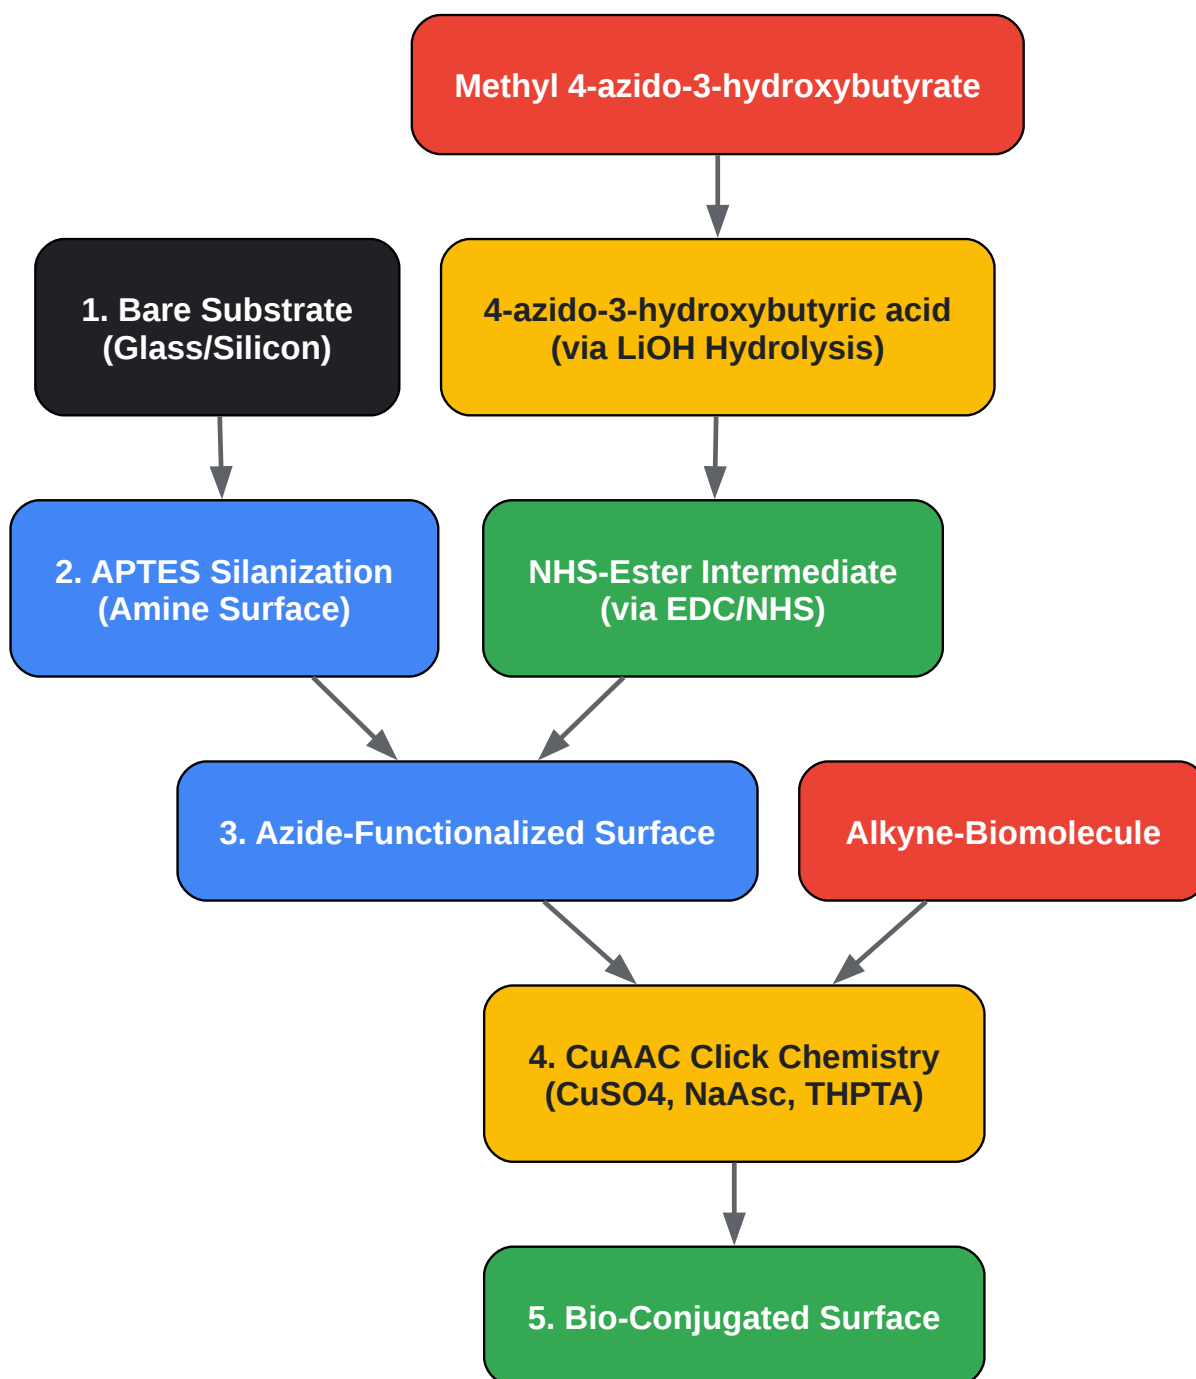 Methyl 4-azido-3-hydroxybutyrate
1. Bare Substrate
(Glass/Silicon)
4-azido-3-hydroxybutyric acid
(via LiOH Hydrolysis)
2. APTES Silanization
(Amine Surface)
NHS-Ester Intermediate
(via EDC/NHS)
3. Azide-Functionalized Surface
Alkyne-Biomolecule
4. CuAAC Click Chemistry
(CuSO4, NaAsc, THPTA)
5. Bio-Conjugated Surface